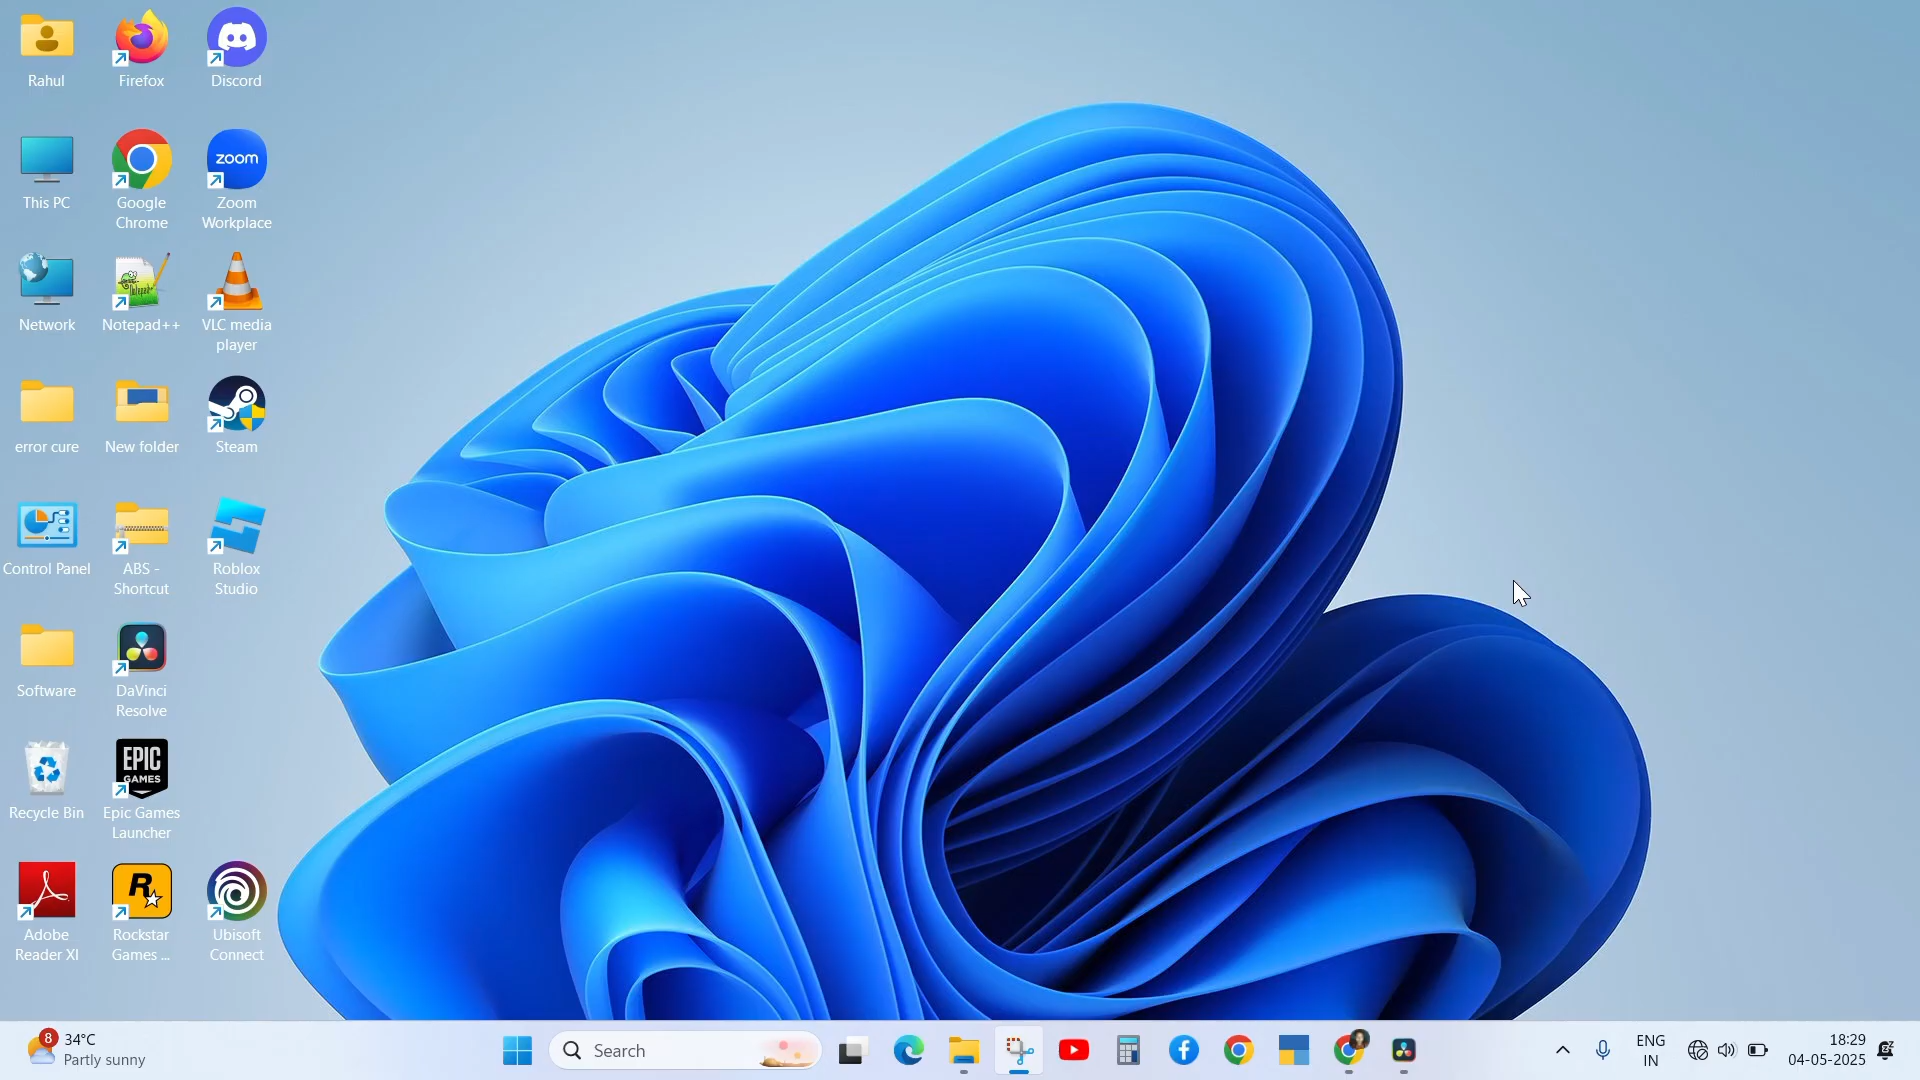 Rahul
Firefox
Discord
This PC
Google
Chrome
zoom
Zoom
Workplace
Network
Notepad++
VLC media
player
error cure
New folder
Steam
Control Panel
ABS -
Shortcut
Roblox
Studio
Software
DaVinci
Resolve
Recycle Bin
EPIC
GAMES
Epic Games
Launcher
Adobe
Reader XI
R
Rockstar
Games ...
Ubisoft
Connect
8
34°C
Partly sunny
Search
ENG
IN
18:29
04-05-2025